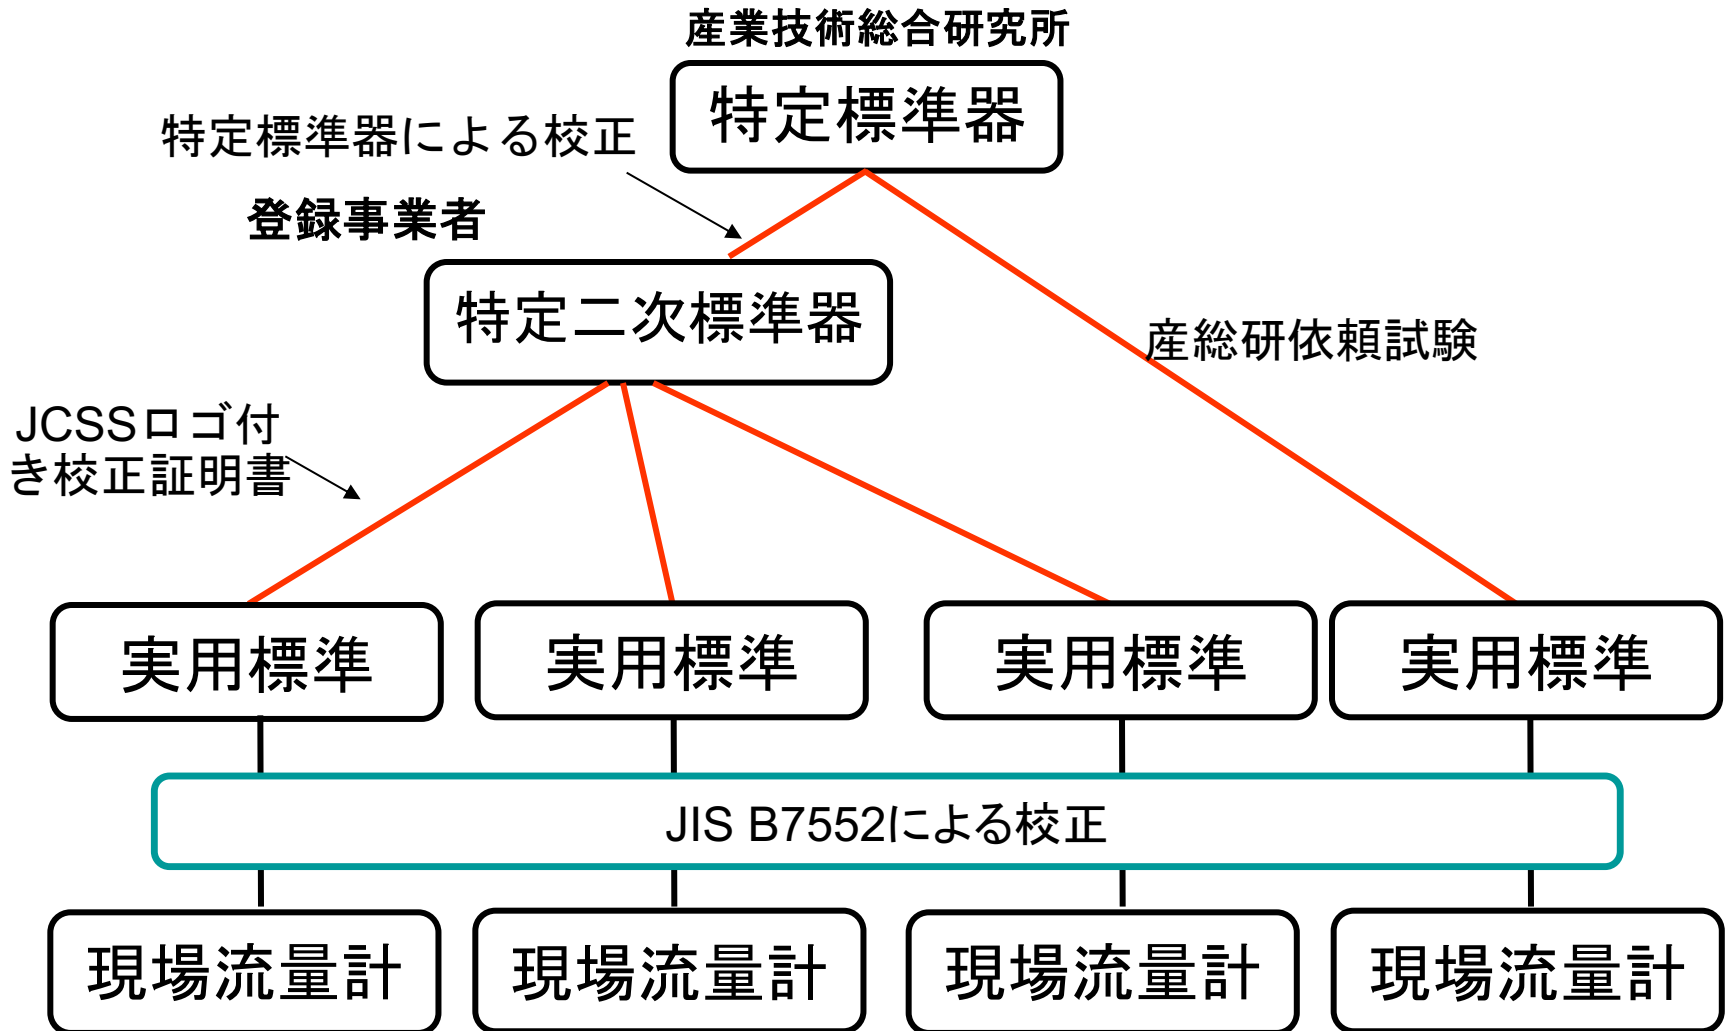 産業技術総合研究所
特定標準器
特定標準器による校正
登録事業者
特定二次標準器
産総研依頼試験
JCSSロゴ付
き校正証明書
実用標準
実用標準
実用標準
実用標準
JIS B7552による校正
現場流量計
現場流量計
現場流量計
現場流量計